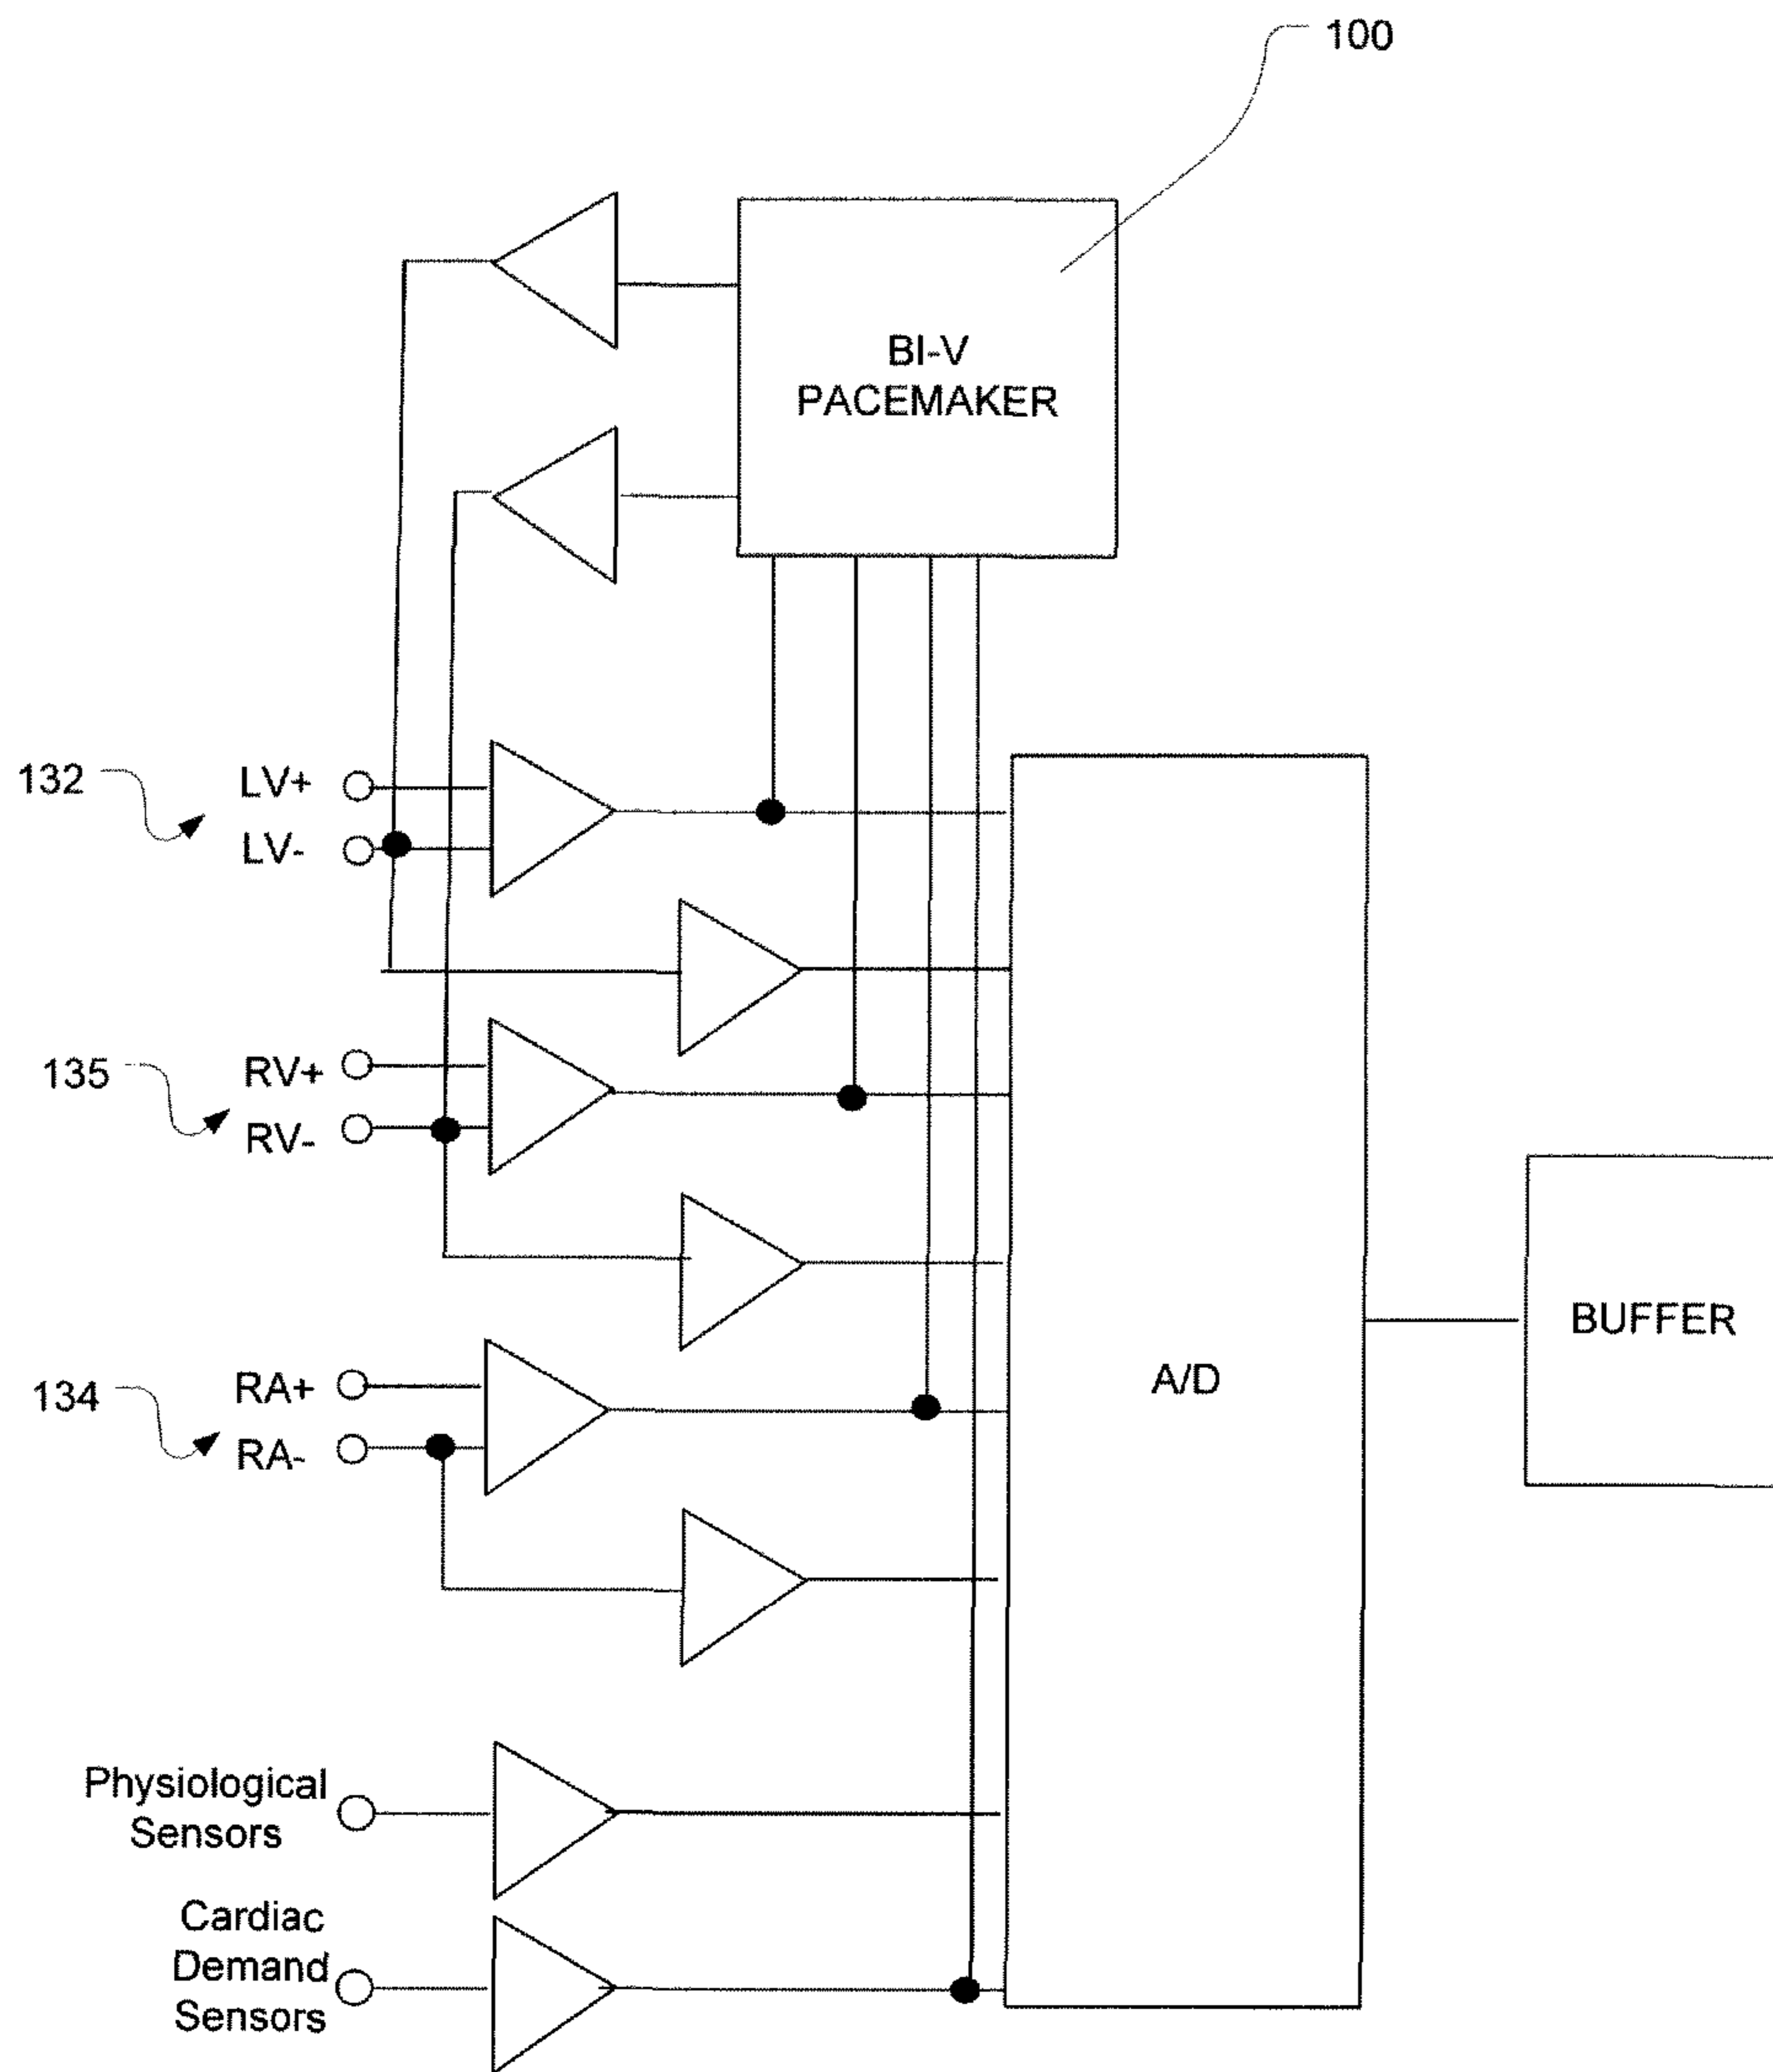 100
BI-V
PACEMAKER
132
LV+
LV-
135
RV+
RV-
134
RA+
RA-
A/D
BUFFER
Physiological
Sensors
Cardiac
Demand
Sensors